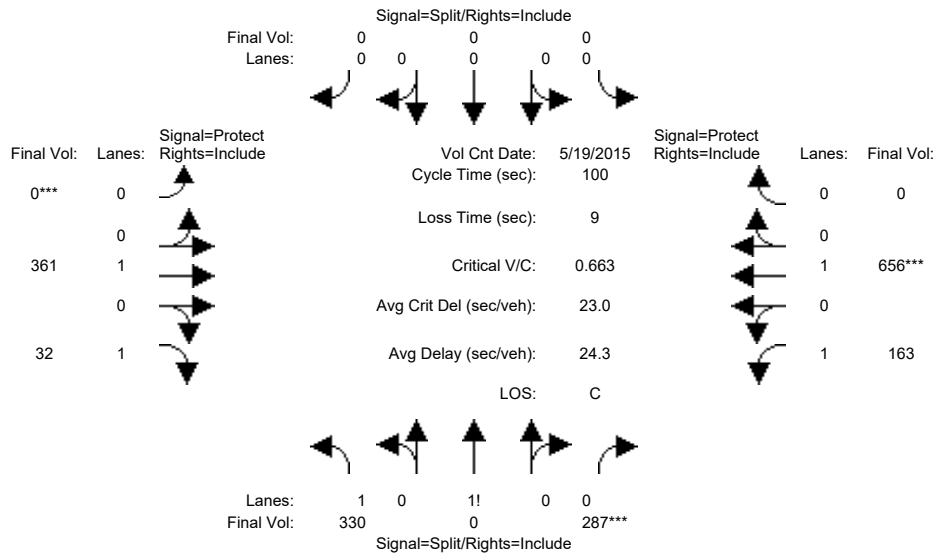 Signal=Split/Rights=Include
Final Vol: 0 0 0
Lanes: 0 0 0 0 0
Signal=Protect
Final Vol: Lanes: Rights=Include
Vol Cnt Date: 5/19/2015
Signal=Protect
Rights=Include Lanes: Final Vol:
Cycle Time (sec): 100
0*** 0
0 0
Loss Time (sec): 9
0
0
361 1
Critical V/C: 0.663
1 656***
0
Avg Crit Del (sec/veh): 23.0
0
32 1
Avg Delay (sec/veh): 24.3
1 163
LOS: C
Lanes: 1 0 1! 0 0
Final Vol: 330 0 287***
Signal=Split/Rights=Include